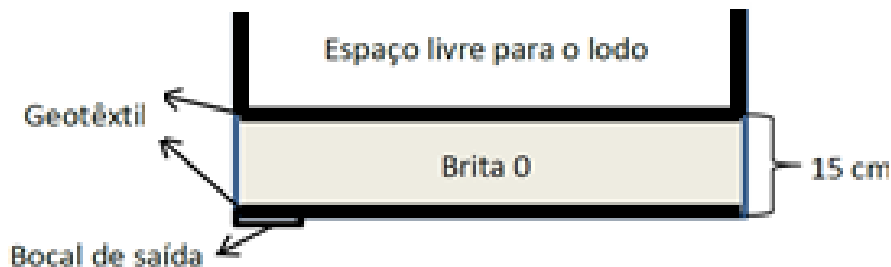 Espaço livre para o lodo
Geotêxtil
Brita 0
15 cm
Bocal de saída